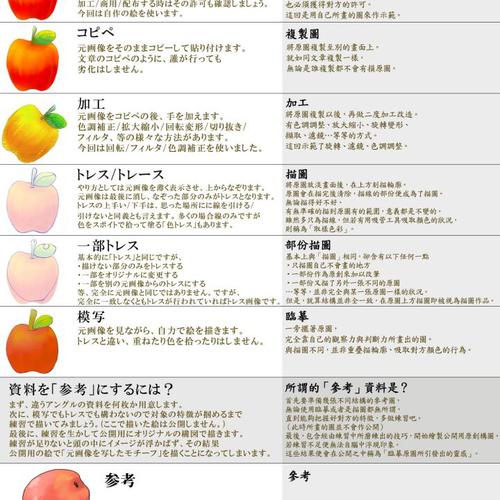 加工/商用/配布する時はその許可も確認しましょう。
今回は自作の絵を使います。
也必須獲得對方的許可。
這回是用自己所畫的圖來作示範。
コピペ
元画像をそのままコピーして貼り付けます。
文章のコピペのように、誰が行っても
劣化はしません。
複製圖
將原圖複製至別的畫面上。
就如同文章複製一樣。
無論是誰複製都不會有損原圖。
加工
元画像をコピペの後、手を加えます。
色調補正/拡大縮小/回転変形/切り抜き/
フィルタ、等の様々な方法があります。
今回は回転/フィルタ/色調補正を使いました。
加工
將原圖複製以後，再做二度加工改造。
有色調調整、放大縮小、旋轉變形、
擷取、濾鏡...等等的方式。
這回示範了旋轉、濾鏡、色調調整。
トレス/トレース
やり方としては元画像を薄く表示させ、上からなぞります。
元画像は最後に消し、なぞった部分のみがトレスとなります。
トレスの上手い/下手は、思った場所にに線を引ける/
引けないと同義とも言えます。多くの場合線のみですが
色をスポイトで拾って塗る「色トレス」もあります。
描圖
將原圖放淡畫面後，在上方刻描輪廓。
原圖會在描完後消除，描線的部份便成為了描圖。
無論描得好不好，
有無準確的描到原圖有的範圍，意義都是不變的。
雖然多只為描線，但若有用吸管工具吸取顏色的狀況，
則稱為「取樣色彩」。
一部トレス
基本的に「トレス」と同じですが、
・描けない部分のみをトレスする
・一部をオリジナルに変更する
・一部を別の元画像からのトレスにする
等、完全に元画像と同じではありません。ですが、
完全に一致しなくともトレスが行われていればトレス画像です。
部份描圖
基本上與「描圖」相同，卻含有以下任何一點
・只描圖自己不會畫的地方
・一部份作為原創來加以改筆
・一部份又描了另外一張不同的原圖
...等等，並非完全與某一張原圖一樣的狀況。
但是，就算結構並非全一致，在原圖上方描圖即被視為描圖作品。
模写
元画像を見ながら、自力で絵を描きます。
トレスと違い、重ねたり色を拾ったりはしません。
臨摹
一旁擺著原圖，
完全靠自己的觀察力與判斷力所畫出的圖。
與描圖不同，並非重疊描輪廓、吸取對方顏色的行為。
資料を「参考」にするには？
まず、違うアングルの資料を何枚か用意します。
次に、模写でもトレスでも構わないので対象の特徴が掴めるまで
練習で描いてみましょう。(ここで描いた絵は公開しません。)
最後に、練習を生かして公開用にオリジナルの構図で描きます。
練習が足りないと頭の中にイメージが浮かばず、その結果
公開用の絵で「元画像を写したモチーフ」を描くことになってしまいます。
所謂的「參考」資料是？
首先要準備幾張不同結構的參考圖。
無論使用臨摹或者是描圖都無所謂，
直到能夠抓握好對方的特徵，多做做練習吧。
(此時所畫的圖並不會作公開)
最後，包含經由練習中所磨練出的技巧，開始繪製公開用原創構圖。
若練習不足便無法自腦中浮現印象。
這些結果便會在公開之中稱為「臨摹原圖所引發出的靈感」。
参考
參考